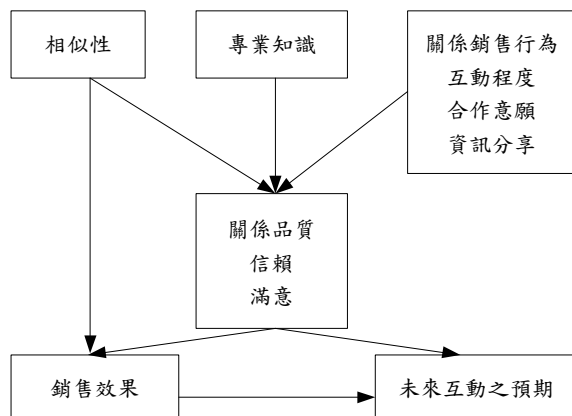 相似性
專業知識
關係銷售行為
互動程度
合作意願
資訊分享
關係品質
信賴
滿意
銷售效果
未來互動之預期